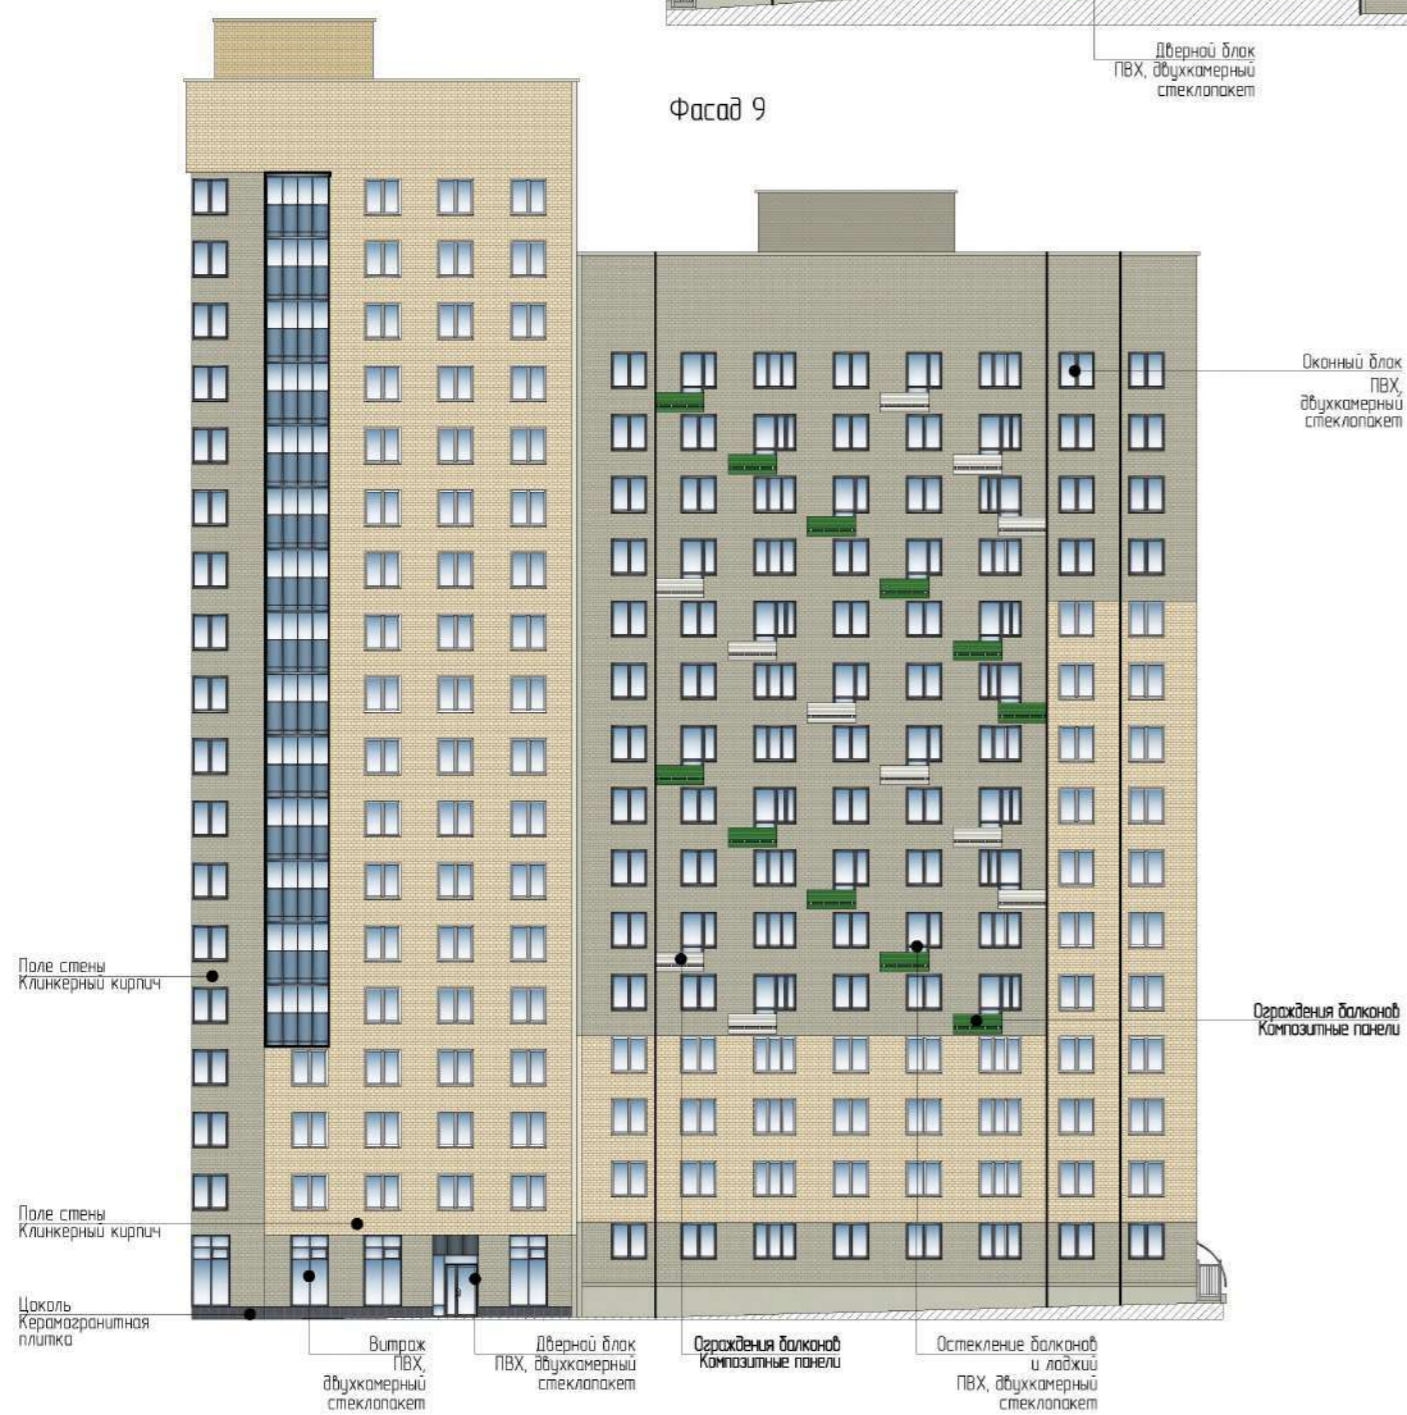 Дверной блок
ПВХ, двухкамерный
стеклопакет
Фасад 9
Оконный блок
ПВХ,
двухкамерный
стеклопакет
Поле стены
Клинкерный кирпич
Ограждения балконов
Композитные панели
Поле стены
Клинкерный кирпич
Цоколь
Керамогранитная
плитка
Витраж
ПВХ,
двухкамерный
стеклопакет
Дверной блок
ПВХ, двухкамерный
стеклопакет
Ограждения балконов
Композитные панели
Остекление балконов
и лоджий
ПВХ, двухкамерный
стеклопакет